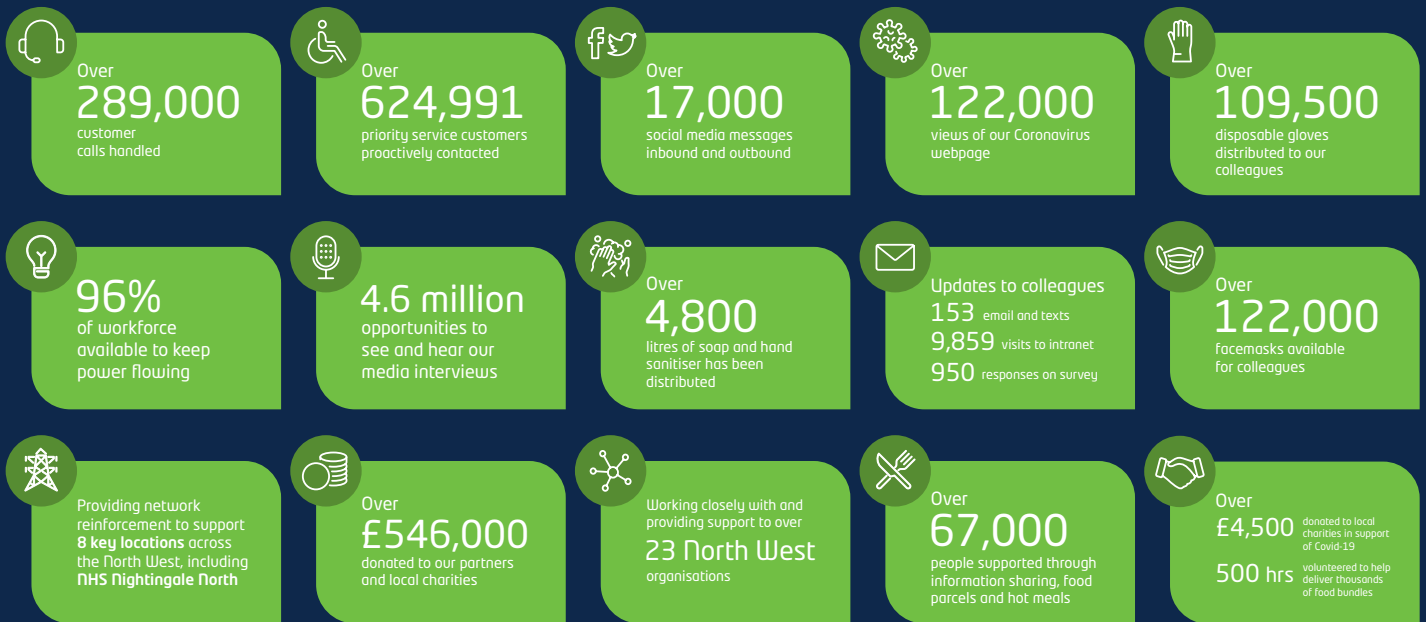 Over
289,000
customer
calls handled
Over
624,991
priority service customers
proactively contacted
Over
17,000
social media messages
inbound and outbound
Over
122,000
views of our Coronavirus
webpage
Over
109,500
disposable gloves
distributed to our
colleagues
96%
of workforce
available to keep
power flowing
4.6 million
opportunities to
see and hear our
media interviews
Over
4,800
litres of soap and hand
sanitiser has been
distributed
Updates to colleagues
153 email and texts
9,859 visits to intranet
950 responses on survey
Over
122,000
facemasks available
for colleagues
Providing network
reinforcement to support
8 key locations across
the North West, including
NHS Nightingale North
Over
£546,000
donated to our partners
and local charities
Working closely with and
providing support to over
23 North West
organisations
Over
67,000
people supported through
information sharing, food
parcels and hot meals
Over
£4,500
donated to local
charities in support
of Covid-19
500 hrs
volunteered to help
deliver thousands
of food bundles